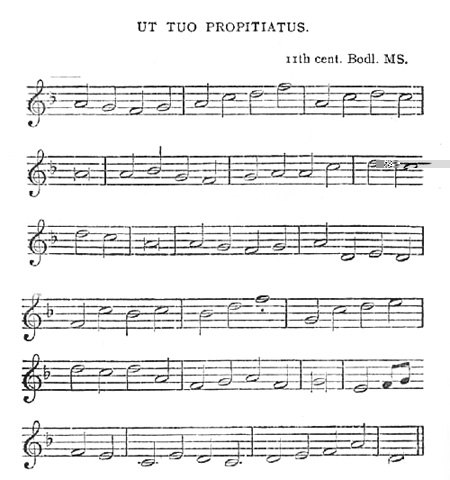 UT TUO PROPITIATUS.
11th cent. Bodl. MS.